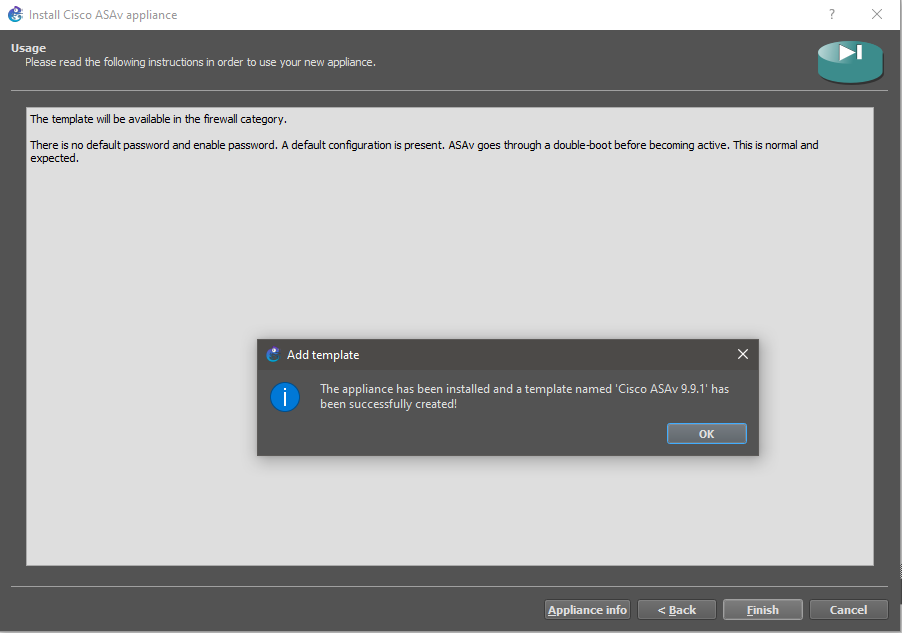 Install Cisco ASAv appliance
?
Usage
Please read the following instructions in order to use your new appliance.
The template will be available in the firewall category.
There is no default password and enable password. A default configuration is present. ASAv goes through a double-boot before becoming active. This is normal and
expected.
Add template
The appliance has been installed and a template named 'Cisco ASAv 9.9.1' has
been successfully created!
OK
Appliance info
< Back
Finish
Cancel